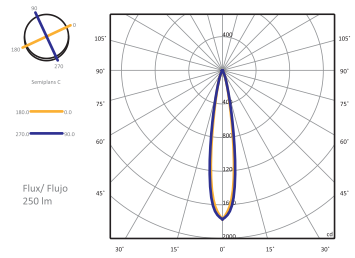 90
0
180
270
Semiplans C
180.0 0.0
270.0 90.0
Flux/ Flujo
250 lm
105˚ 400 105˚
90˚ 90˚
75˚ 400 75˚
60˚ 800 60˚
1200
45˚ 1600 45˚
2000 cd
30˚ 15˚ 0˚ 15˚ 30˚